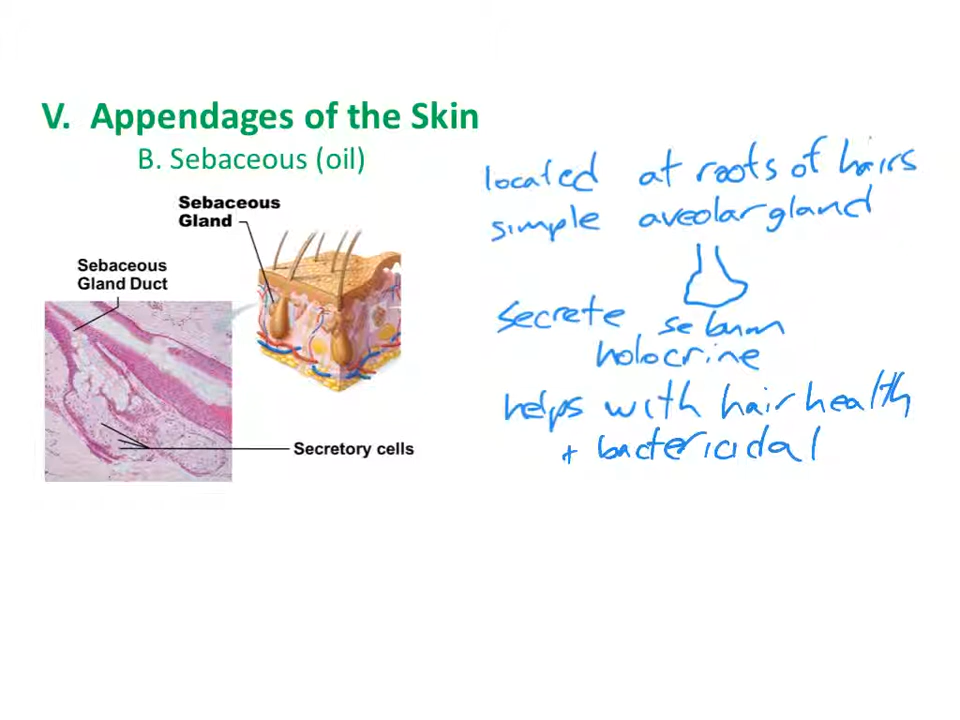 V. Appendages of the Skin
B. Sebaceous (oil)
Sebaceous
Gland
Sebaceous
Gland Duct
Secretory cells
located at roots of hairs
simple aveolar gland
secrete sebum
holocrine
helps with hair health
+ bactericidal